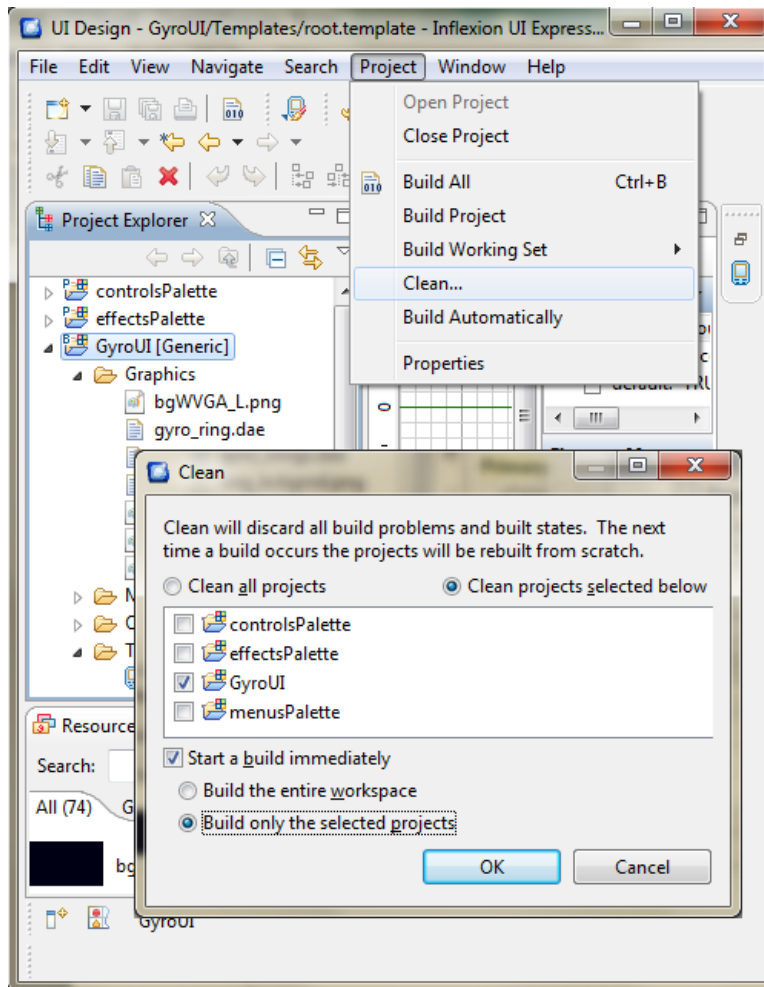 UI Design - GyroUI/Templates/root.template - Inflexion UI Express...
File Edit View Navigate Search Project Window Help
Open Project
Close Project
Build All Ctrl+B
Build Project
Build Working Set
Clean...
Build Automatically
Properties
Project Explorer
controlsPalette
effectsPalette
GyroUI [Generic]
Graphics
bgWVGA_L.png
gyro_ring.dae
M
C
T
0
Clean
Clean will discard all build problems and built states. The next
time a build occurs the projects will be rebuilt from scratch.
Clean all projects Clean projects selected below
controlsPalette
effectsPalette
GyroUI
menusPalette
Start a build immediately
Build the entire workspace
Build only the selected projects
OK Cancel
Resource
Search:
All (74) G
bg
GyroUI